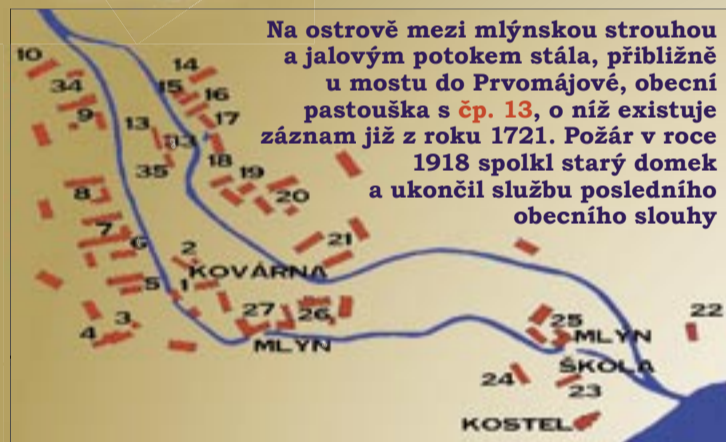 Na ostrově mezi mlýnskou strouhou
a jalovým potokem stála, přibližně
u mostu do Prvomájové, obecní
pastouška s čp. 13, o níž existuje
záznam již z roku 1721. Požár v roce
1918 spolkl starý domek
a ukončil službu posledního
obecního slouhy
10
34
9
14
15
16
17
13
33
35
18
19
20
8
7
6
5
2
KOVÁRNA
1
21
27
26
3
4
MLÝN
25
MLÝN
22
ŠKOLA
24
23
KOSTEL